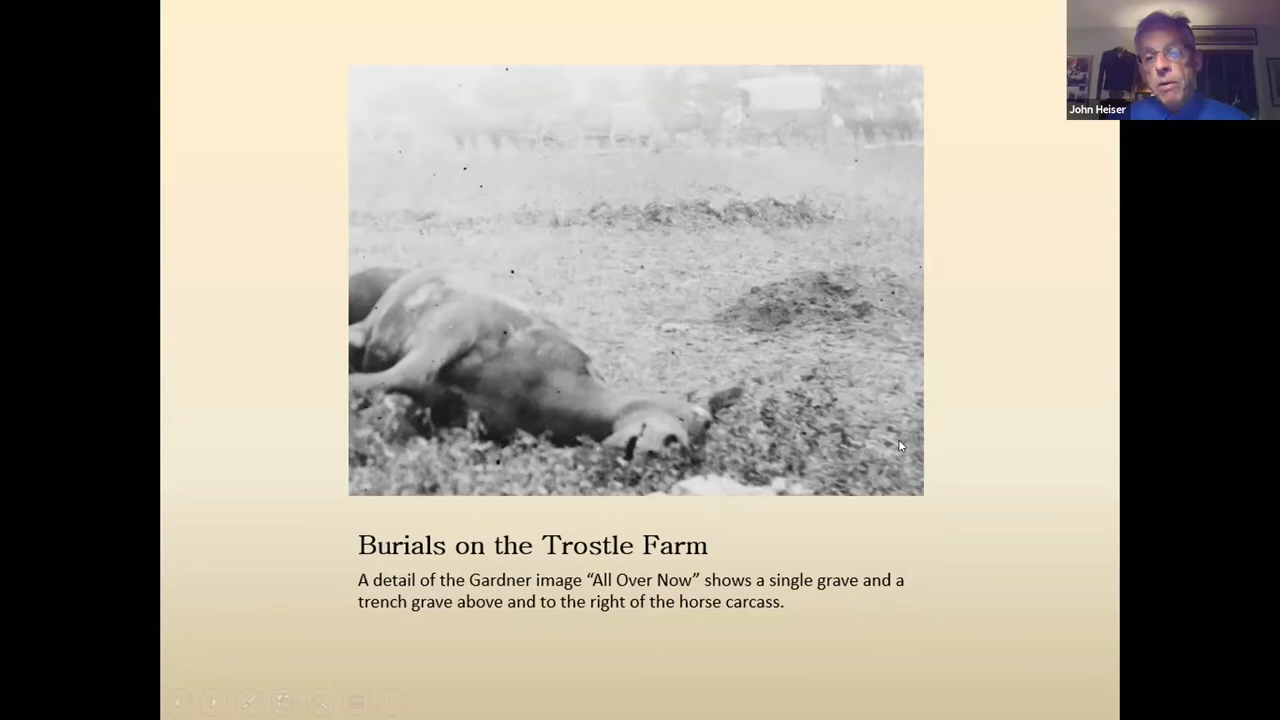 John Heiser
Burials on the Trostle Farm
A detail of the Gardner image “All Over Now” shows a single grave and a
trench grave above and to the right of the horse carcass.